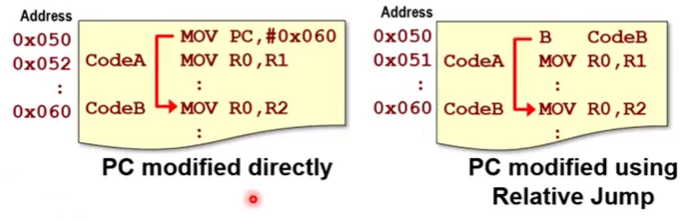 Address
0x050 MOV PC,#0x060
0x052 CodeA MOV R0,R1
: :
0x060 CodeB MOV R0,R2
:
PC modified directly
Address
0x050 B CodeB
0x051 CodeA MOV R0,R1
: :
0x060 CodeB MOV R0,R2
:
PC modified using
Relative Jump